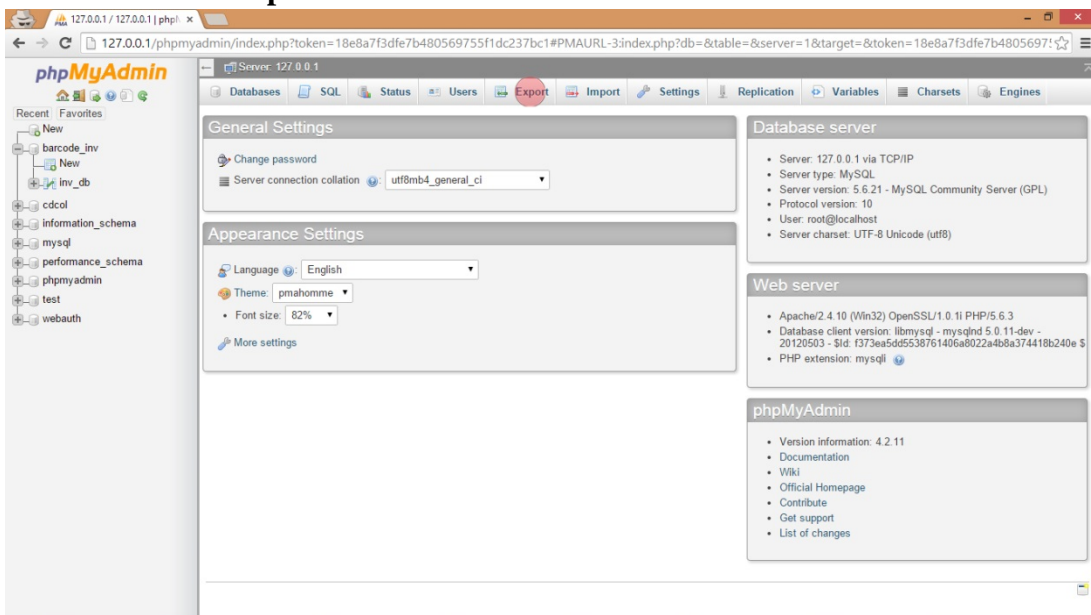 127.0.0.1 / 127.0.0.1 | phpM
127.0.0.1/phpmyadmin/index.php?token=18e8a7f3dfe7b480569755f1dc237bc1#PMAURL-3:index.php?db=&table=&server=1&target=&token=18e8a7f3dfe7b4805697
phpMyAdmin
Recent Favorites
New
barcode_inv
New
inv_db
cdcol
information_schema
mysql
performance_schema
phpmyadmin
test
webauth
Server: 127.0.0.1
Databases SQL Status Users Export Import Settings Replication Variables Charsets Engines
General Settings
Change password
Server connection collation : utf8mb4_general_ci
Appearance Settings
Language : English
Theme: pmahomme
• Font size: 82%
More settings
Database server
• Server: 127.0.0.1 via TCP/IP
• Server type: MySQL
• Server version: 5.6.21 - MySQL Community Server (GPL)
• Protocol version: 10
• User: root@localhost
• Server charset: UTF-8 Unicode (utf8)
Web server
• Apache/2.4.10 (Win32) OpenSSL/1.0.1i PHP/5.6.3
• Database client version: libmysql - mysqlnd 5.0.11-dev -
20120503 - $Id: f373ea5dd5538761406a8022a4b8a374418b240e $
• PHP extension: mysqli
phpMyAdmin
• Version information: 4.2.11
• Documentation
• Wiki
• Official Homepage
• Contribute
• Get support
• List of changes